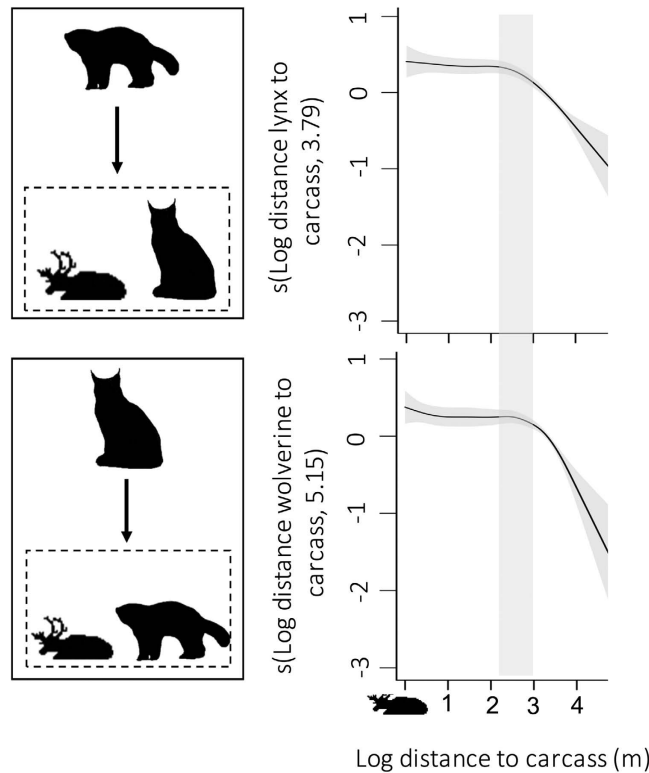 s(Log distance lynx to
carcass, 3.79)
1
0
-1
-2
-3
s(Log distance wolverine to
carcass, 5.15)
1
0
-1
-2
-3
1 2 3 4
Log distance to carcass (m)